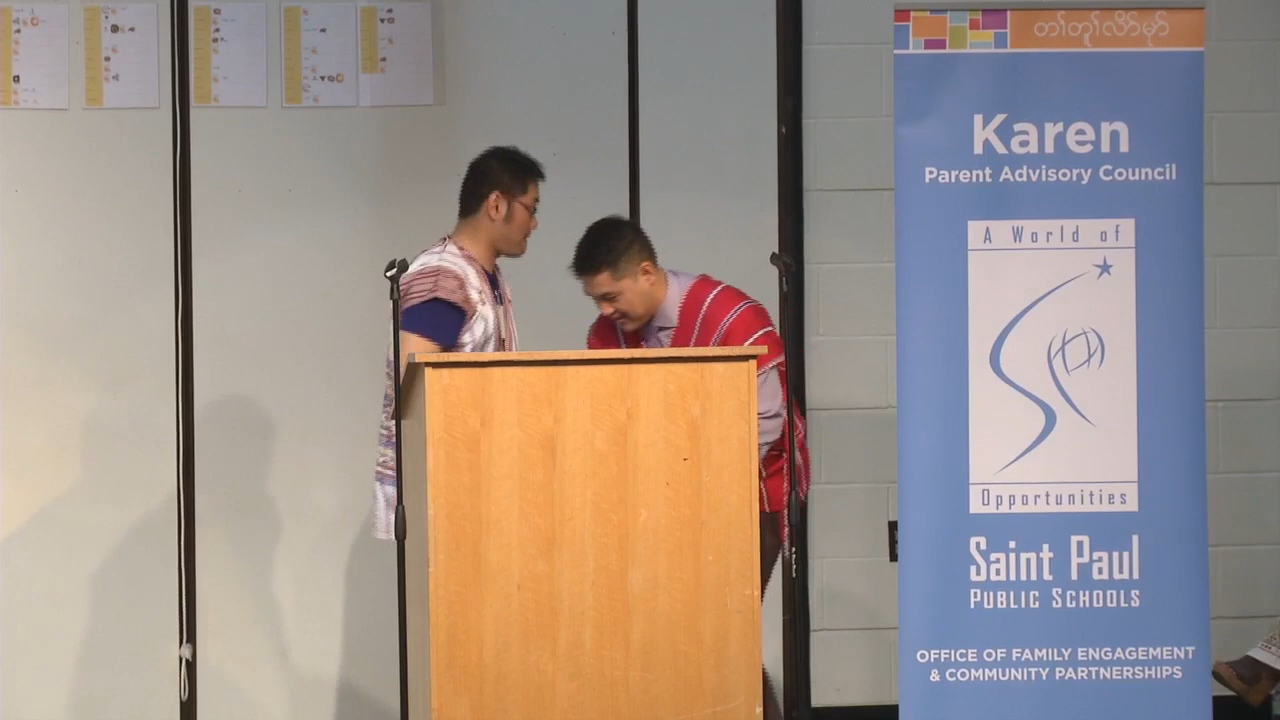 တၢ်တူၢ်လိာ်မုာ်
Karen
Parent Advisory Council
A World of
Opportunities
Saint Paul
PUBLIC SCHOOLS
OFFICE OF FAMILY ENGAGEMENT
& COMMUNITY PARTNERSHIPS